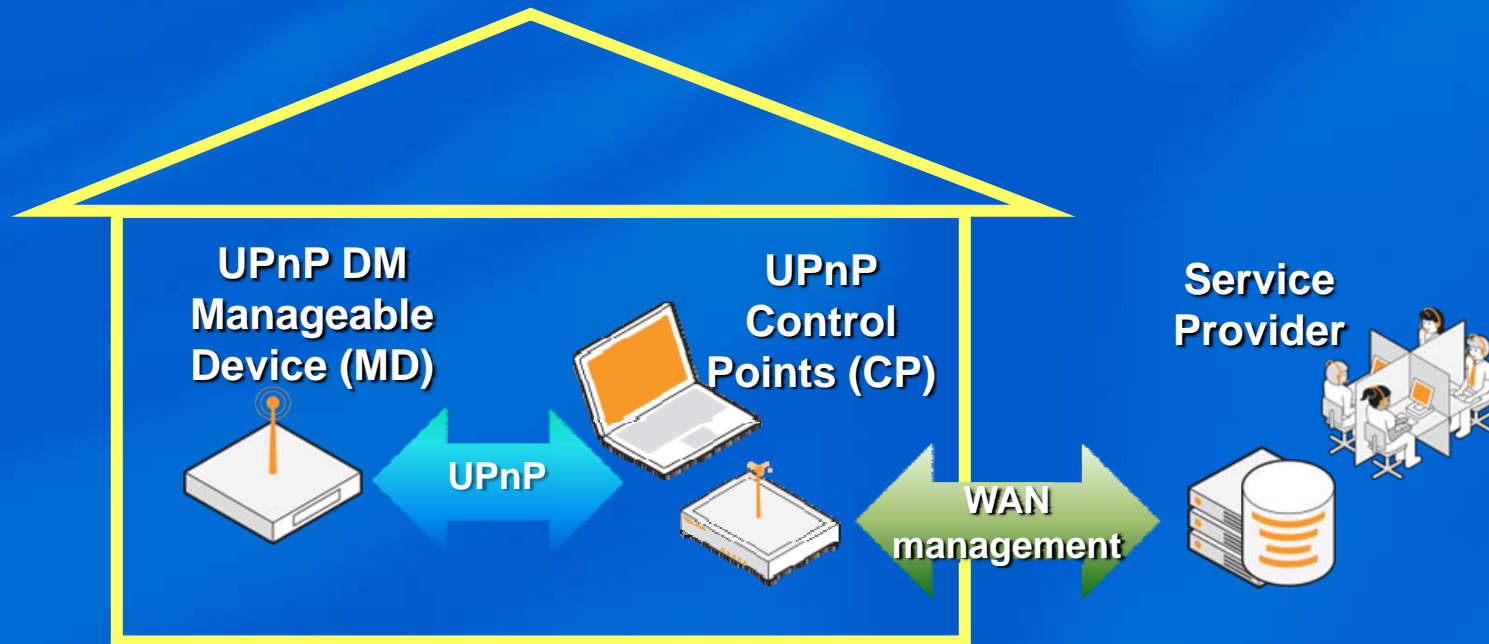 UPnP DM
Manageable
Device (MD)
UPnP
Control
Points (CP)
Service
Provider
UPnP
WAN
management